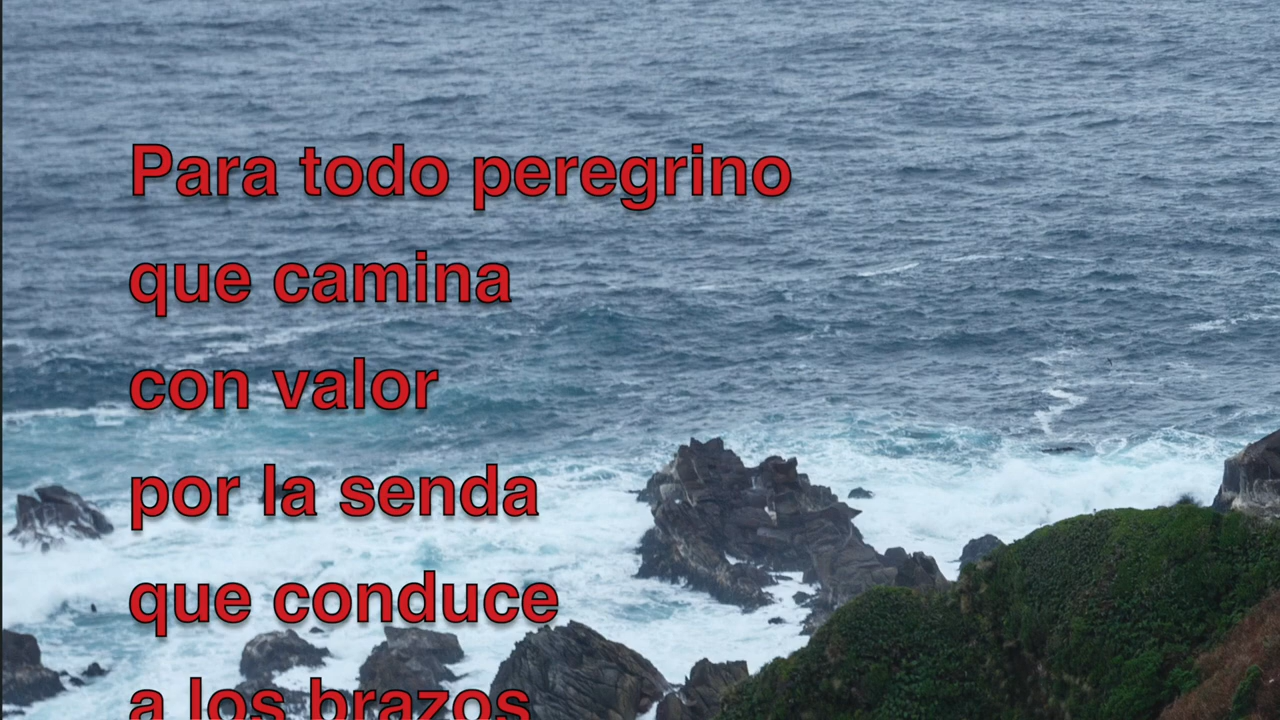 Para todo peregrino
que camina
con valor
por la senda
que conduce
a los brazos